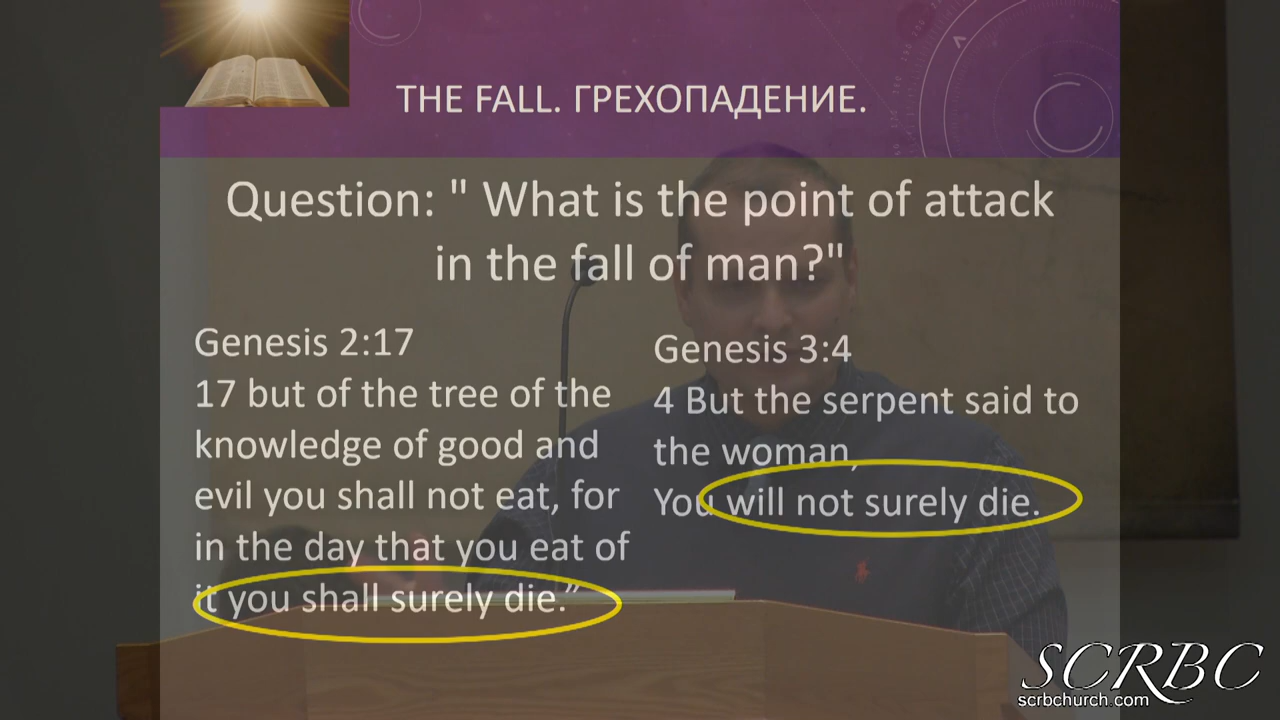 THE FALL. ГРЕХОПАДЕНИЕ.
Question: " What is the point of attack
in the fall of man?"
Genesis 2:17
17 but of the tree of the
knowledge of good and
evil you shall not eat, for
in the day that you eat of
it you shall surely die.”
Genesis 3:4
4 But the serpent said to
the woman,
You will not surely die.
SCRBC
scrbchurch.com